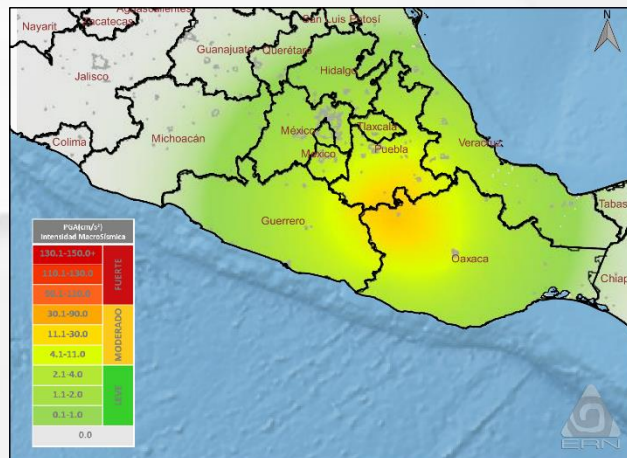 Aguascalientes
San Luis Potosí
Nayarit
Zacatecas
N
Guanajuato
Querétaro
Jalisco
Hidalgo
México
Tlaxcala
Colima
Michoacán
México
Puebla
Veracruz
Tabas
Guerrero
Oaxaca
Chiap
PGA(cm/s²)
Intensidad MacroSísmica
130.1-150.0+
110.1-130.0
30.1-90.0
11.1-30.0
4.1-11.0
2.1-4.0
1.1-2.0
0.1-1.0
0.0
FUERTE
MODERADO
LEVE
ERN